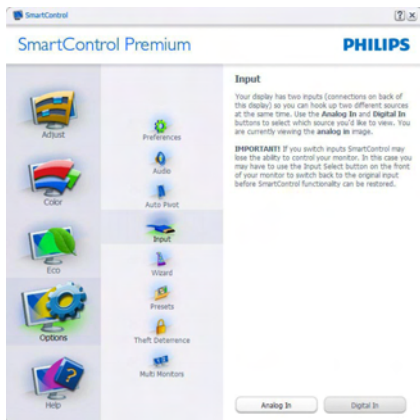 SmartControl
SmartControl Premium
PHILIPS
Adjust
Color
Eco
Options
Help
Preferences
Audio
Auto Pivot
Input
Wizard
Presets
Theft Deterrence
Multi Monitors
Input
Your display has two inputs (connections on back of
this display) so you can hook up two different sources
at the same time. Use the Analog In and Digital In
buttons to select which source you'd like to view. You
are currently viewing the analog in image.
IMPORTANT! If you switch inputs SmartControl may
lose the ability to control your monitor. In this case you
may have to use the Input Select button on the front
of your monitor to switch back to the original input
before SmartControl functionality can be restored.
Analog In
Digital In